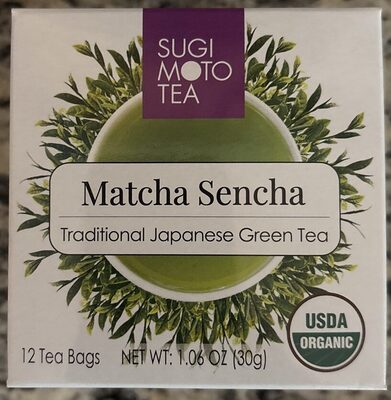 SUGI
MOTO
TEA
Matcha Sencha
Traditional Japanese Green Tea
USDA
ORGANIC
12 Tea Bags NET WT: 1.06 OZ (30g)